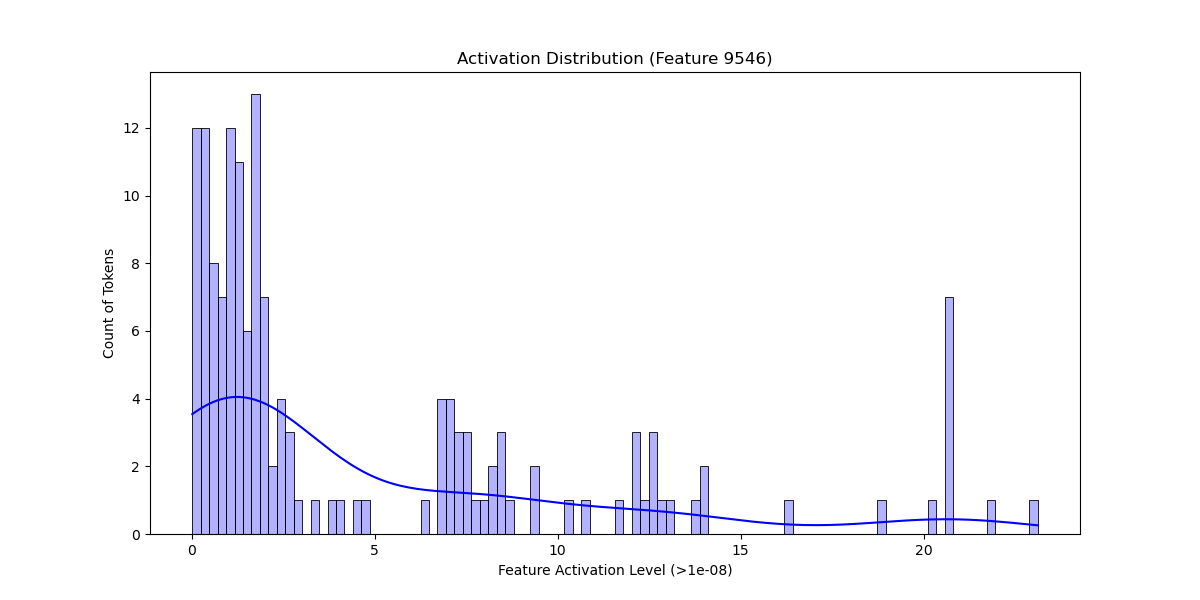 Activation Distribution (Feature 9546)
12
10
8
6
4
2
0
Count of Tokens
0 5 10 15 20
Feature Activation Level (>1e-08)